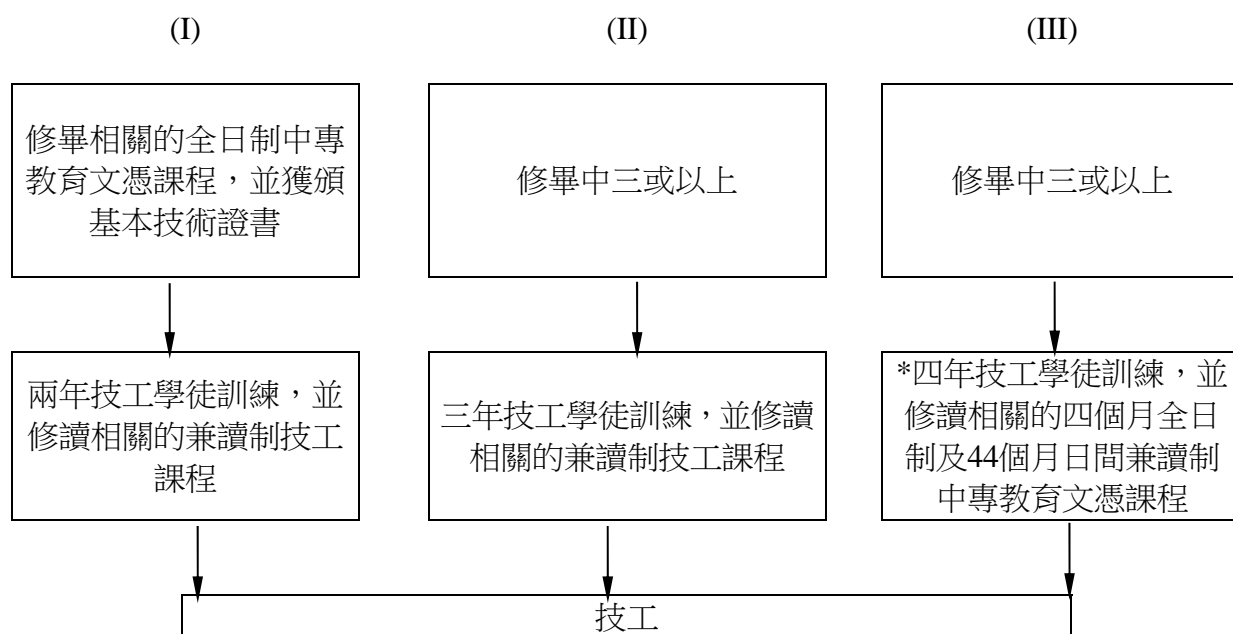 (I)
(II)
(III)
修畢相關的全日制中專
教育文憑課程，並獲頒
基本技術證書
修畢中三或以上
修畢中三或以上
兩年技工學徒訓練，並
修讀相關的兼讀制技工
課程
三年技工學徒訓練，並修讀
相關的兼讀制技工課程
*四年技工學徒訓練，並
修讀相關的四個月全日
制及44個月日間兼讀制
中專教育文憑課程
技工